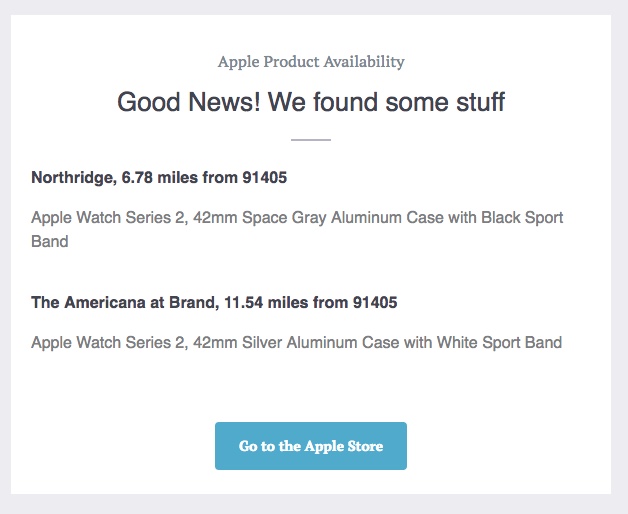 Apple Product Availability
Good News! We found some stuff
Northridge, 6.78 miles from 91405
Apple Watch Series 2, 42mm Space Gray Aluminum Case with Black Sport
Band
The Americana at Brand, 11.54 miles from 91405
Apple Watch Series 2, 42mm Silver Aluminum Case with White Sport Band
Go to the Apple Store